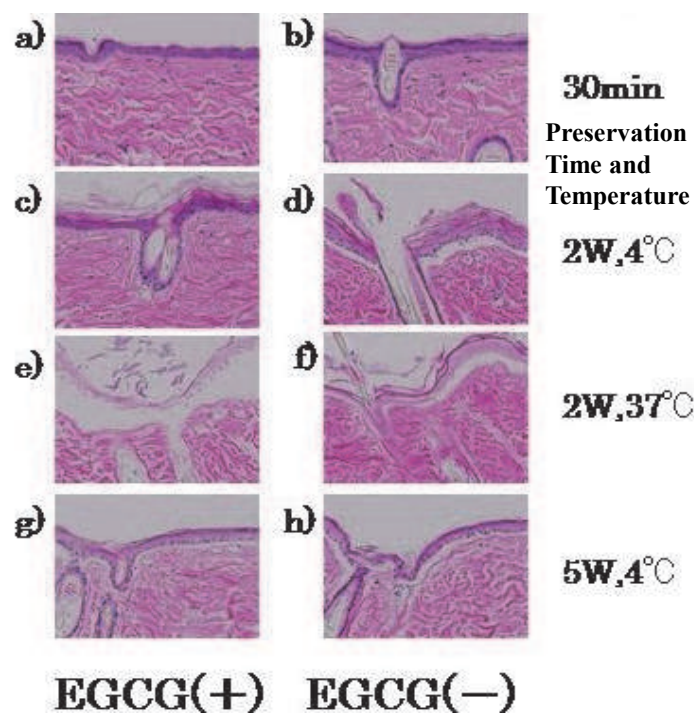 a)
b)
30min
Preservation
Time and
Temperature
c)
d)
2W,4℃
e)
f)
2W,37℃
g)
h)
5W,4℃
EGCG(+)
EGCG(−)